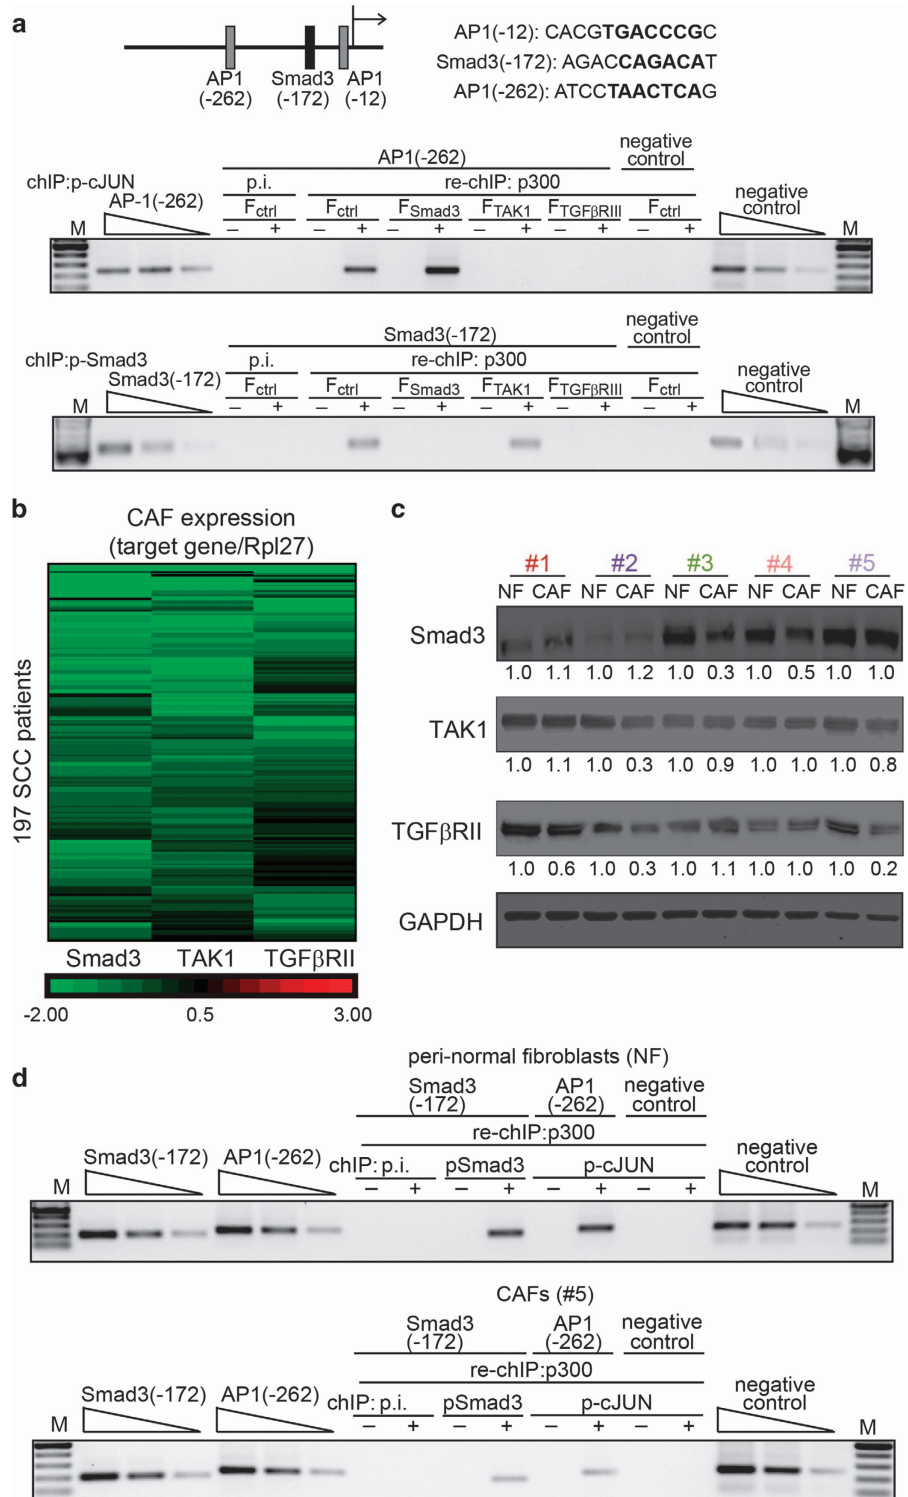 a
AP1(-12): CACGTGACCCGC
Smad3(-172): AGACCAGACAT
AP1(-262): ATCCTAACTCAG
AP1 Smad3 AP1
(-262) (-172) (-12)
AP1(-262) negative control
chIP:p-cJUN
AP-1(-262)
p.i. re-chIP: p300
negative control
M Fctrl Fctrl FSmad3 FTAK1 FTGFβRIII Fctrl M
– + – + – + – + – + – +
Smad3(-172) negative control
chIP:p-Smad3
Smad3(-172)
p.i. re-chIP: p300
negative control
M Fctrl Fctrl FSmad3 FTAK1 FTGFβRIII Fctrl M
– + – + – + – + – + – +
b
CAF expression
(target gene/Rpl27)
197 SCC patients
Smad3 TAK1 TGFβRII
-2.00 0.5 3.00
c
#1 #2 #3 #4 #5
NF CAF NF CAF NF CAF NF CAF NF CAF
Smad3
1.0 1.1 1.0 1.2 1.0 0.3 1.0 0.5 1.0 1.0
TAK1
1.0 1.1 1.0 0.3 1.0 0.9 1.0 1.0 1.0 0.8
TGFβRII
1.0 0.6 1.0 0.3 1.0 1.1 1.0 1.0 1.0 0.2
GAPDH
d
peri-normal fibroblasts (NF)
Smad3 AP1 negative
(-172) (-262) control
re-chIP:p300
Smad3(-172) AP1(-262) chIP: p.i. pSmad3 p-cJUN negative control
M – + – + – + – + M
CAFs (#5)
Smad3 AP1 negative
(-172) (-262) control
re-chIP:p300
Smad3(-172) AP1(-262) chIP: p.i. pSmad3 p-cJUN negative control
M – + – + – + – + M